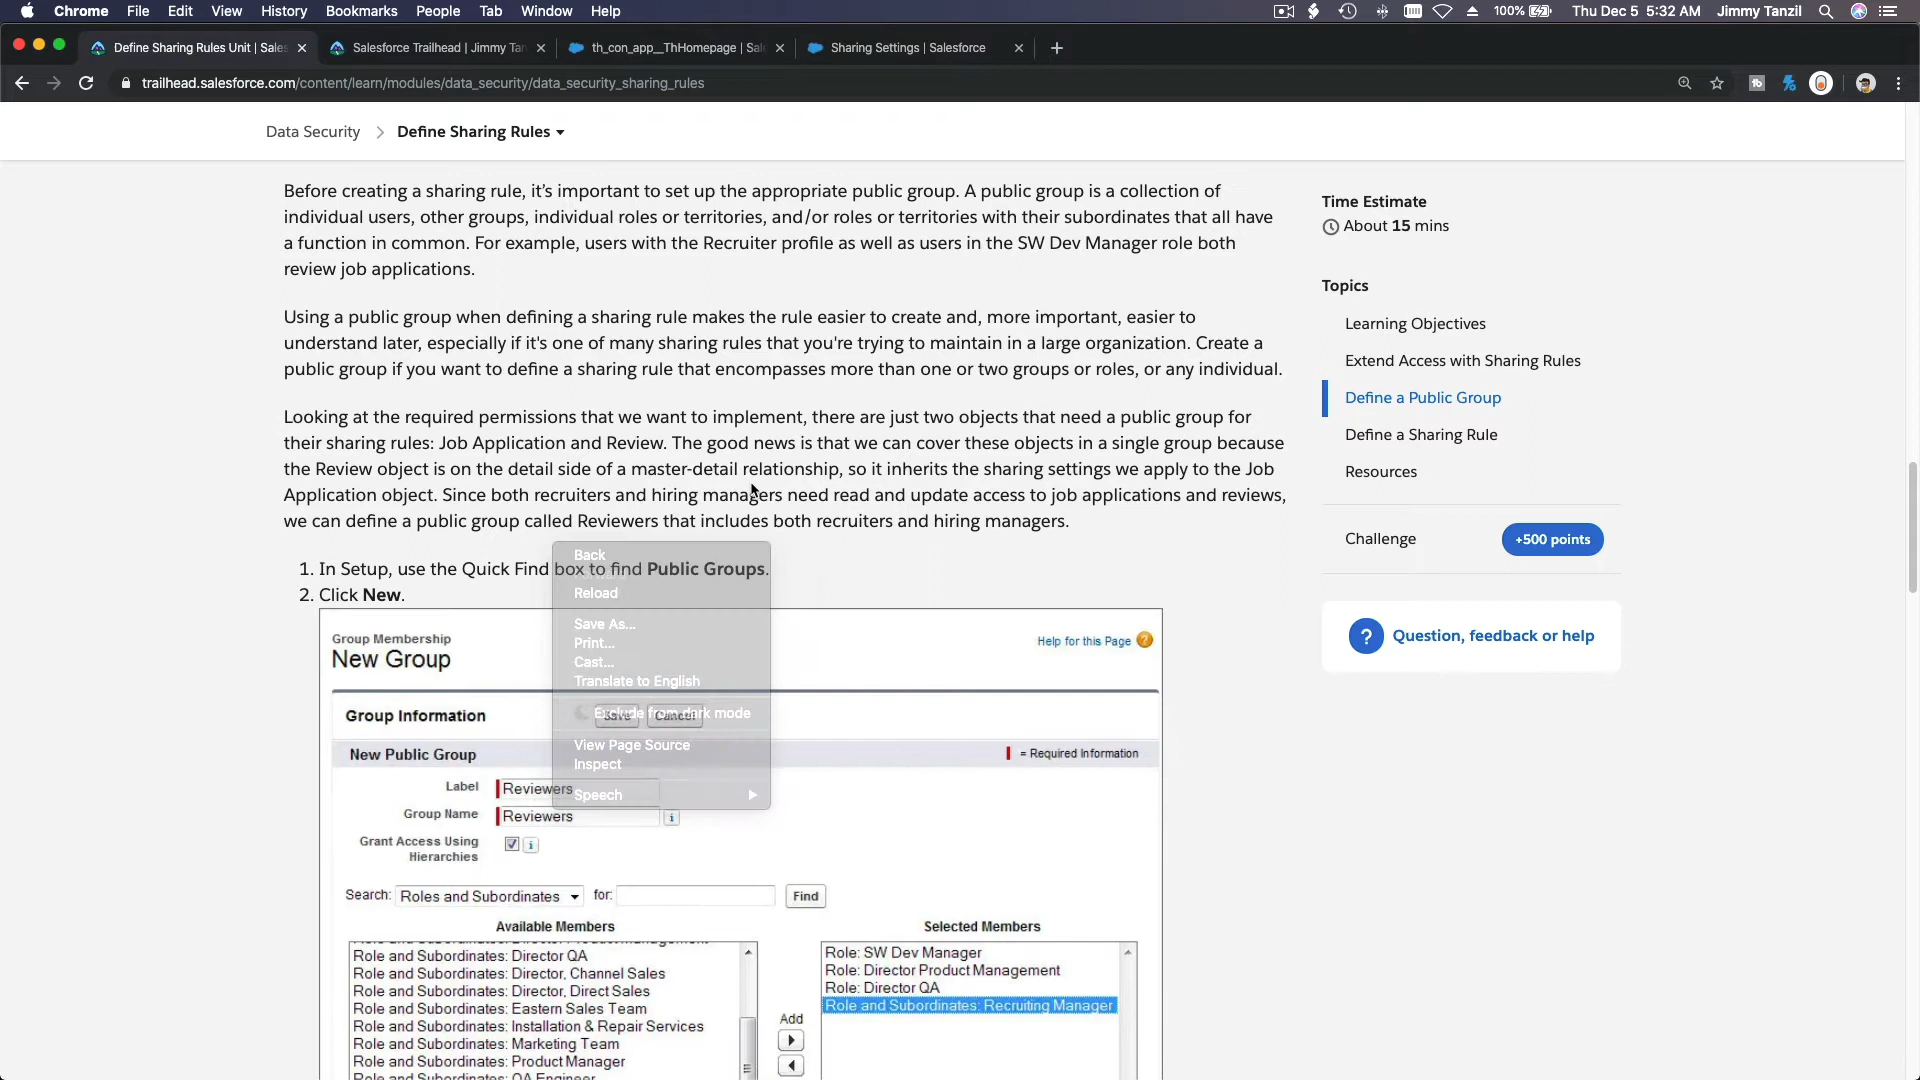 Chrome File Edit View History Bookmarks People Tab Window Help 100% Thu Dec 5 5:32 AM Jimmy Tanzil
Define Sharing Rules Unit | Sales Salesforce Trailhead | Jimmy Tan th_con_app__ThHomepage | Sal Sharing Settings | Salesforce
trailhead.salesforce.com/content/learn/modules/data_security/data_security_sharing_rules
Data Security Define Sharing Rules
Before creating a sharing rule, it's important to set up the appropriate public group. A public group is a collection of
individual users, other groups, individual roles or territories, and/or roles or territories with their subordinates that all have
a function in common. For example, users with the Recruiter profile as well as users in the SW Dev Manager role both
review job applications.
Using a public group when defining a sharing rule makes the rule easier to create and, more important, easier to
understand later, especially if it's one of many sharing rules that you're trying to maintain in a large organization. Create a
public group if you want to define a sharing rule that encompasses more than one or two groups or roles, or any individual.
Looking at the required permissions that we want to implement, there are just two objects that need a public group for
their sharing rules: Job Application and Review. The good news is that we can cover these objects in a single group because
the Review object is on the detail side of a master-detail relationship, so it inherits the sharing settings we apply to the Job
Application object. Since both recruiters and hiring managers need read and update access to job applications and reviews,
we can define a public group called Reviewers that includes both recruiters and hiring managers.
1. In Setup, use the Quick Find box to find Public Groups.
2. Click New.
Back
Reload
Save As...
Print...
Cast...
Translate to English
Exclude from dark mode
View Page Source
Inspect
Speech
Group Membership
New Group
Help for this Page
Group Information Save Cancel
New Public Group = Required Information
Label Reviewers
Group Name Reviewers
Grant Access Using
Hierarchies
Search: Roles and Subordinates for: Find
Available Members
Role and Subordinates: Director QA
Role and Subordinates: Director, Channel Sales
Role and Subordinates: Director, Direct Sales
Role and Subordinates: Eastern Sales Team
Role and Subordinates: Installation & Repair Services
Role and Subordinates: Marketing Team
Role and Subordinates: Product Manager
Role and Subordinates: QA Engineer
Add
Selected Members
Role: SW Dev Manager
Role: Director Product Management
Role: Director QA
Role and Subordinates: Recruiting Manager
Time Estimate
About 15 mins
Topics
Learning Objectives
Extend Access with Sharing Rules
Define a Public Group
Define a Sharing Rule
Resources
Challenge +500 points
? Question, feedback or help